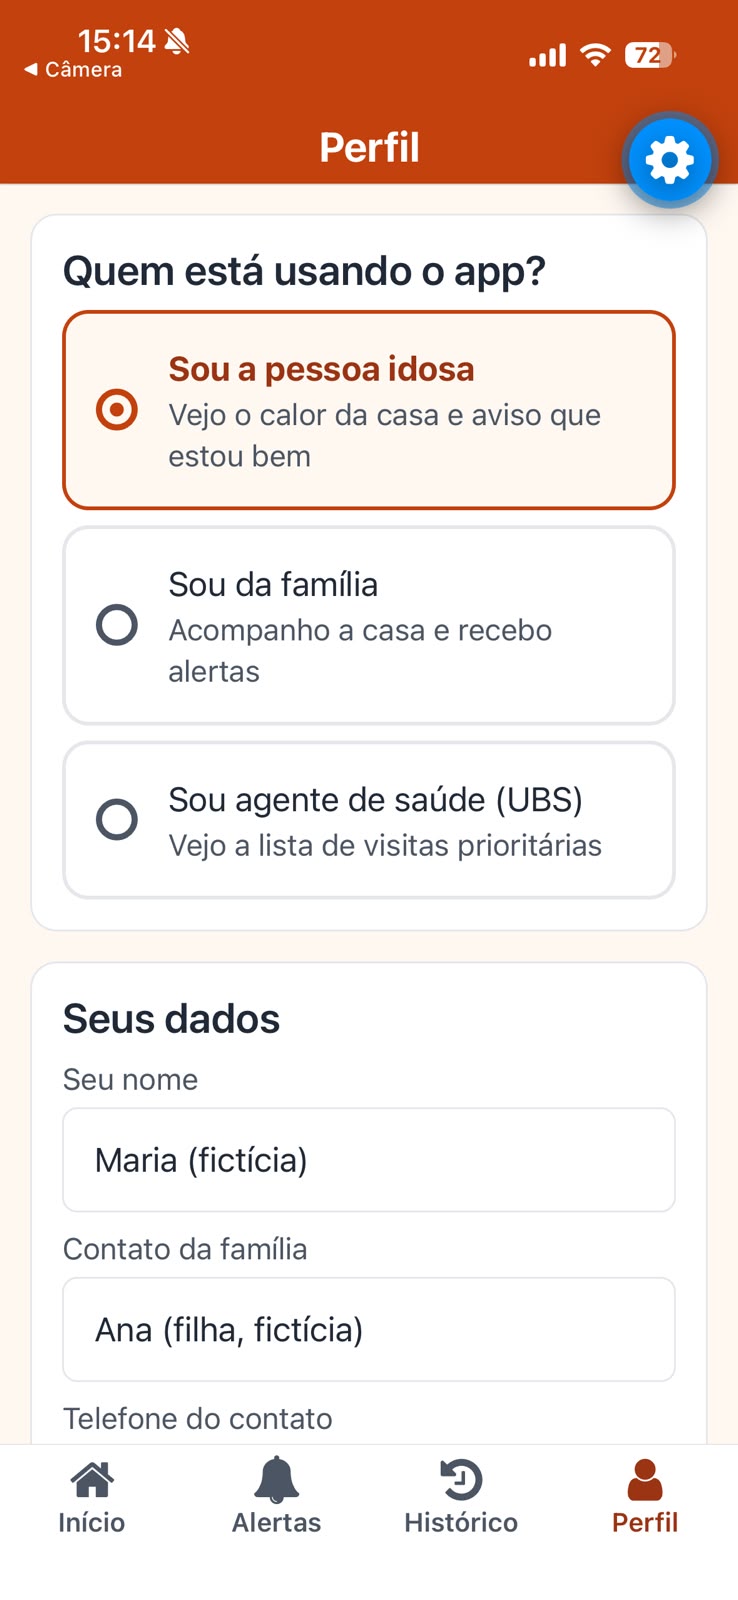 15:14
◀ Câmera
72
Perfil
Quem está usando o app?
Sou a pessoa idosa
Vejo o calor da casa e aviso que
estou bem
Sou da família
Acompanho a casa e recebo
alertas
Sou agente de saúde (UBS)
Vejo a lista de visitas prioritárias
Seus dados
Seu nome
Maria (fictícia)
Contato da família
Ana (filha, fictícia)
Telefone do contato
Início
Alertas
Histórico
Perfil